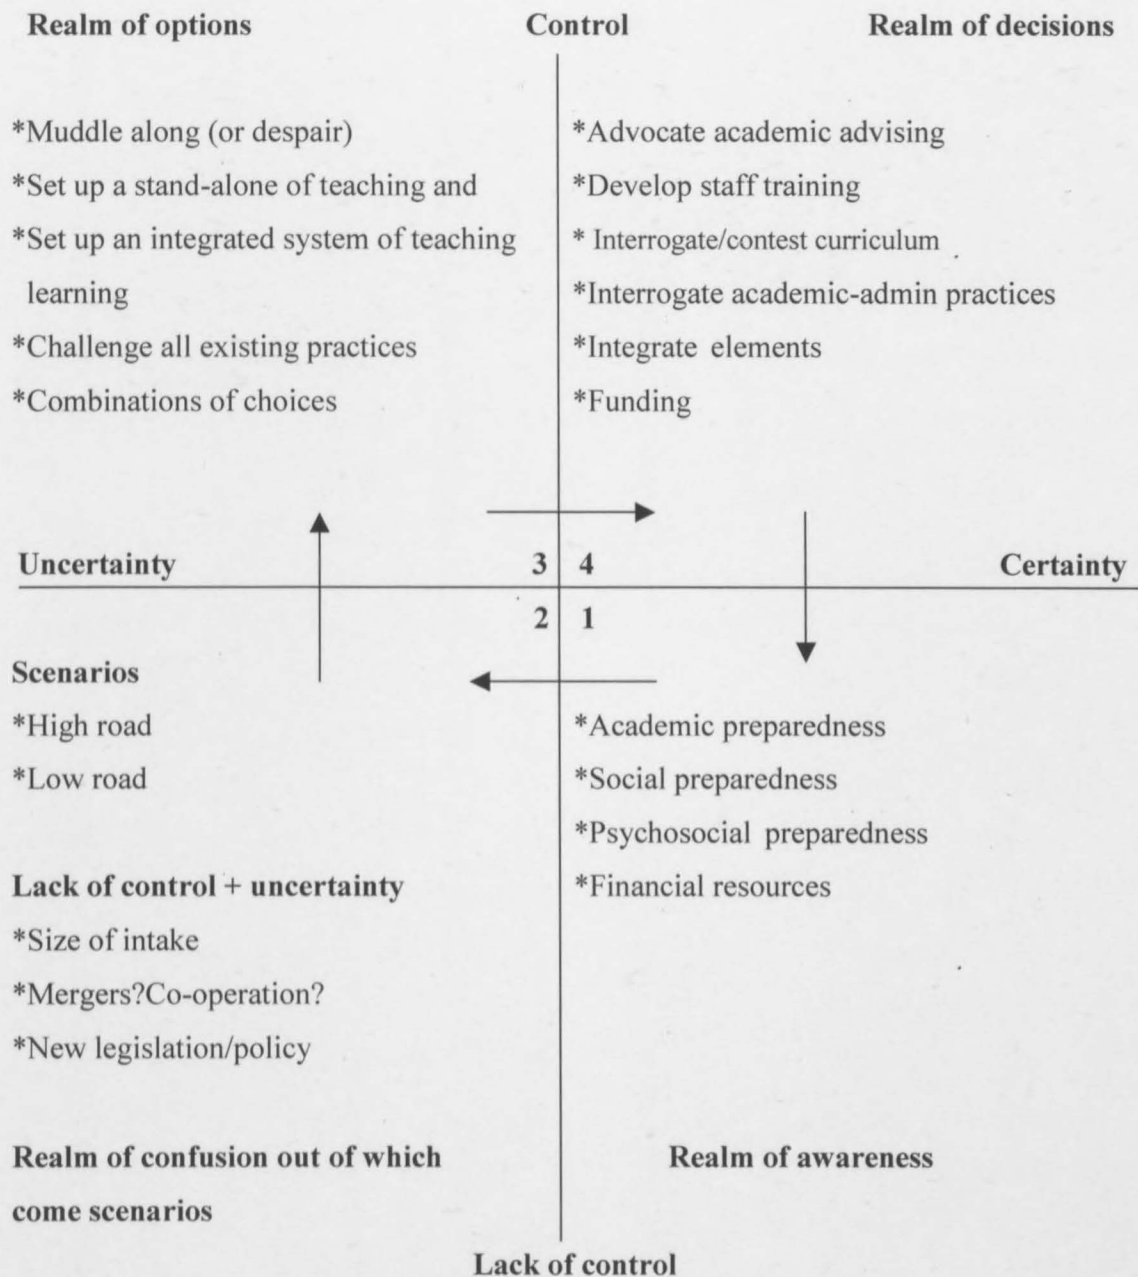 Realm of options
Control
Realm of decisions
*Muddle along (or despair)
*Set up a stand-alone of teaching and
*Set up an integrated system of teaching
learning
*Challenge all existing practices
*Combinations of choices
*Advocate academic advising
*Develop staff training
* Interrogate/contest curriculum
*Interrogate academic-admin practices
*Integrate elements
*Funding
Uncertainty
3
4
Certainty
2
1
Scenarios
*High road
*Low road
Lack of control + uncertainty
*Size of intake
*Mergers?Co-operation?
*New legislation/policy
*Academic preparedness
*Social preparedness
*Psychosocial preparedness
*Financial resources
Realm of confusion out of which
come scenarios
Realm of awareness
Lack of control